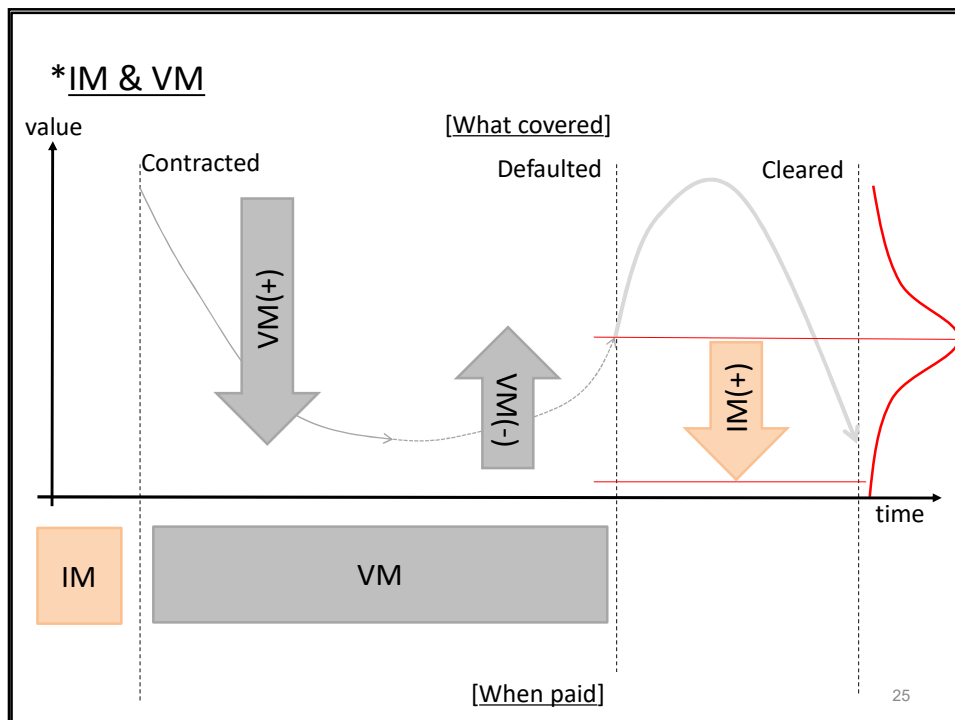 *IM & VM
value
[What covered]
Contracted
Defaulted
Cleared
VM(+)
VM(-)
IM(+)
time
IM
VM
[When paid]
25